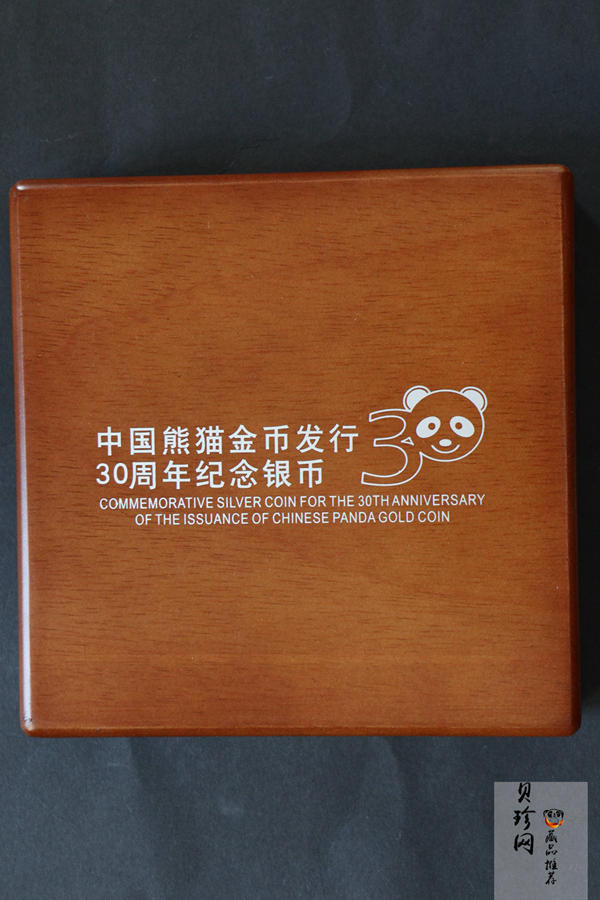 中国熊猫金币发行
30周年纪念银币
30
COMMEMORATIVE SILVER COIN FOR THE 30TH ANNIVERSARY
OF THE ISSUANCE OF CHINESE PANDA GOLD COIN
贝珍网
藏品推荐